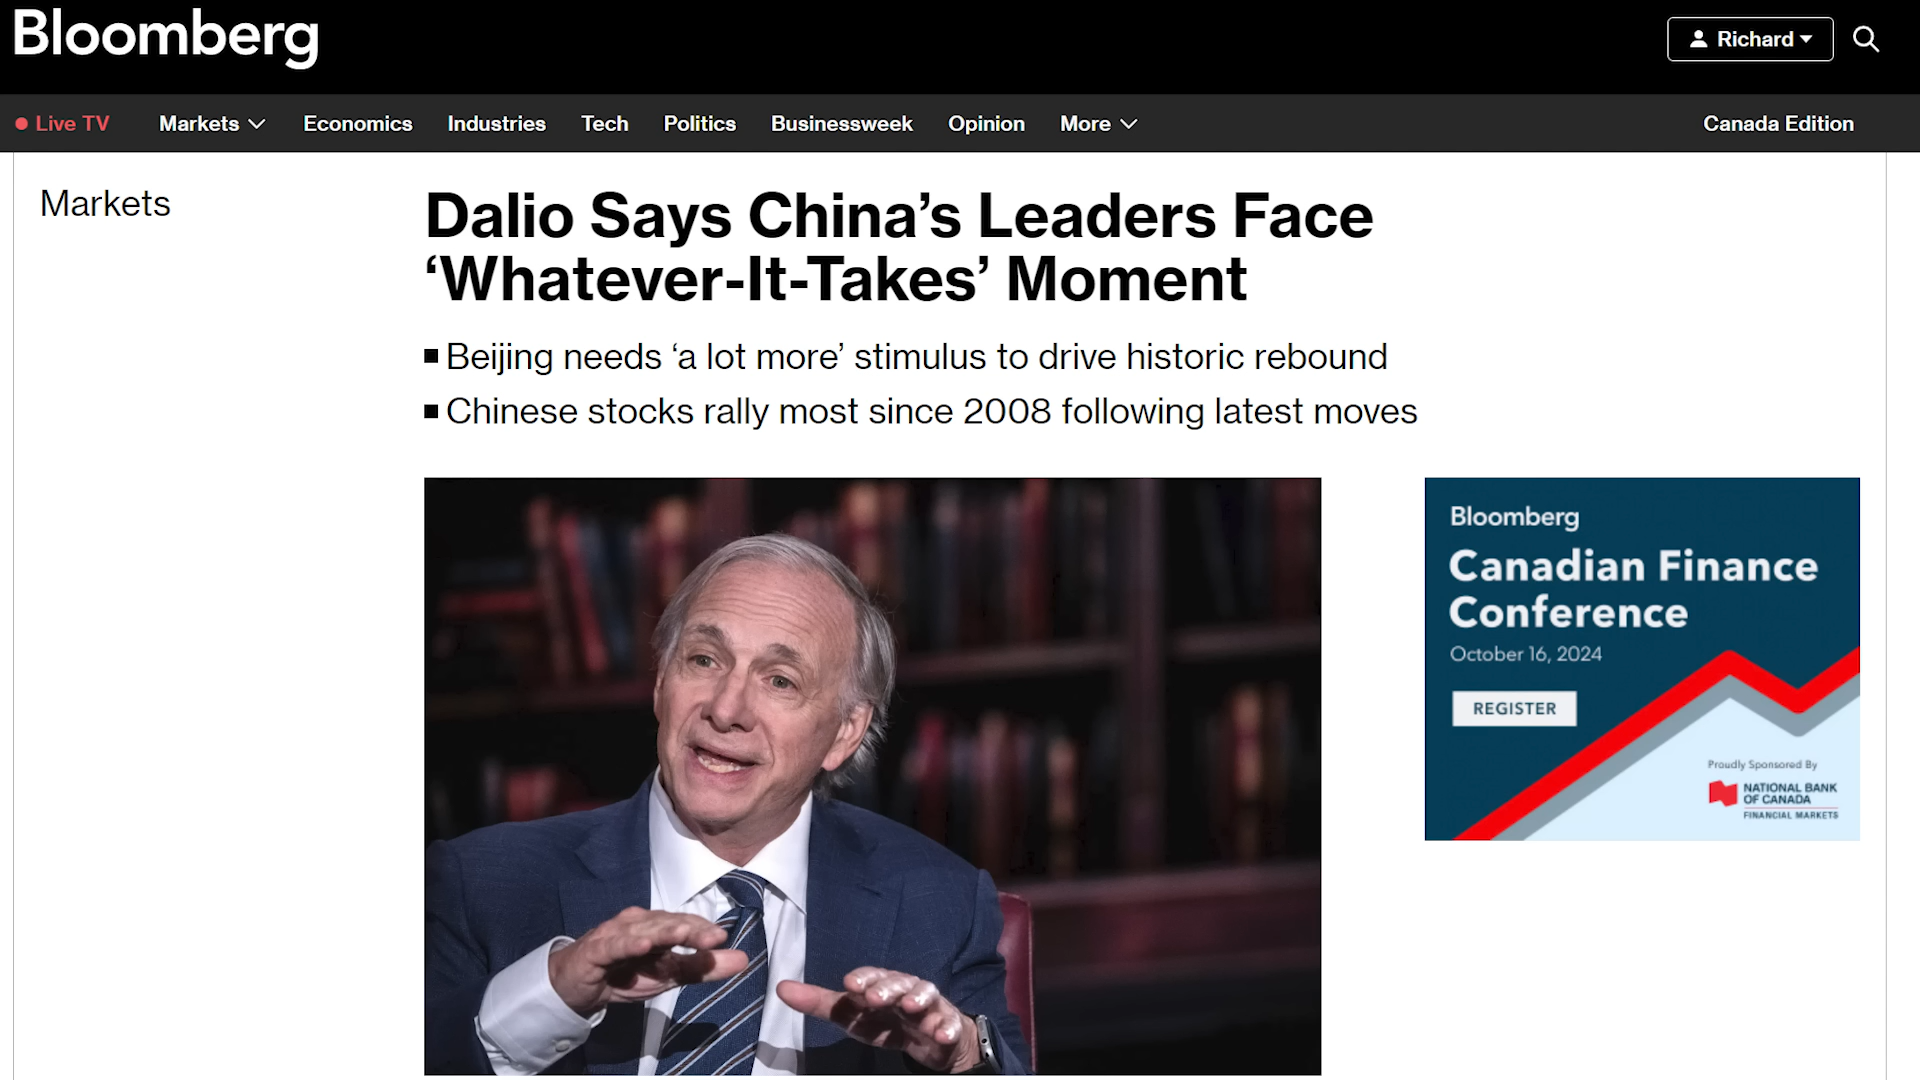 Bloomberg
Richard
Live TV
Markets
Economics
Industries
Tech
Politics
Businessweek
Opinion
More
Canada Edition
Markets
Dalio Says China’s Leaders Face
‘Whatever-It-Takes’ Moment
Beijing needs ‘a lot more’ stimulus to drive historic rebound
Chinese stocks rally most since 2008 following latest moves
Bloomberg
Canadian Finance
Conference
October 16, 2024
REGISTER
Proudly Sponsored By
NATIONAL BANK
OF CANADA
FINANCIAL MARKETS